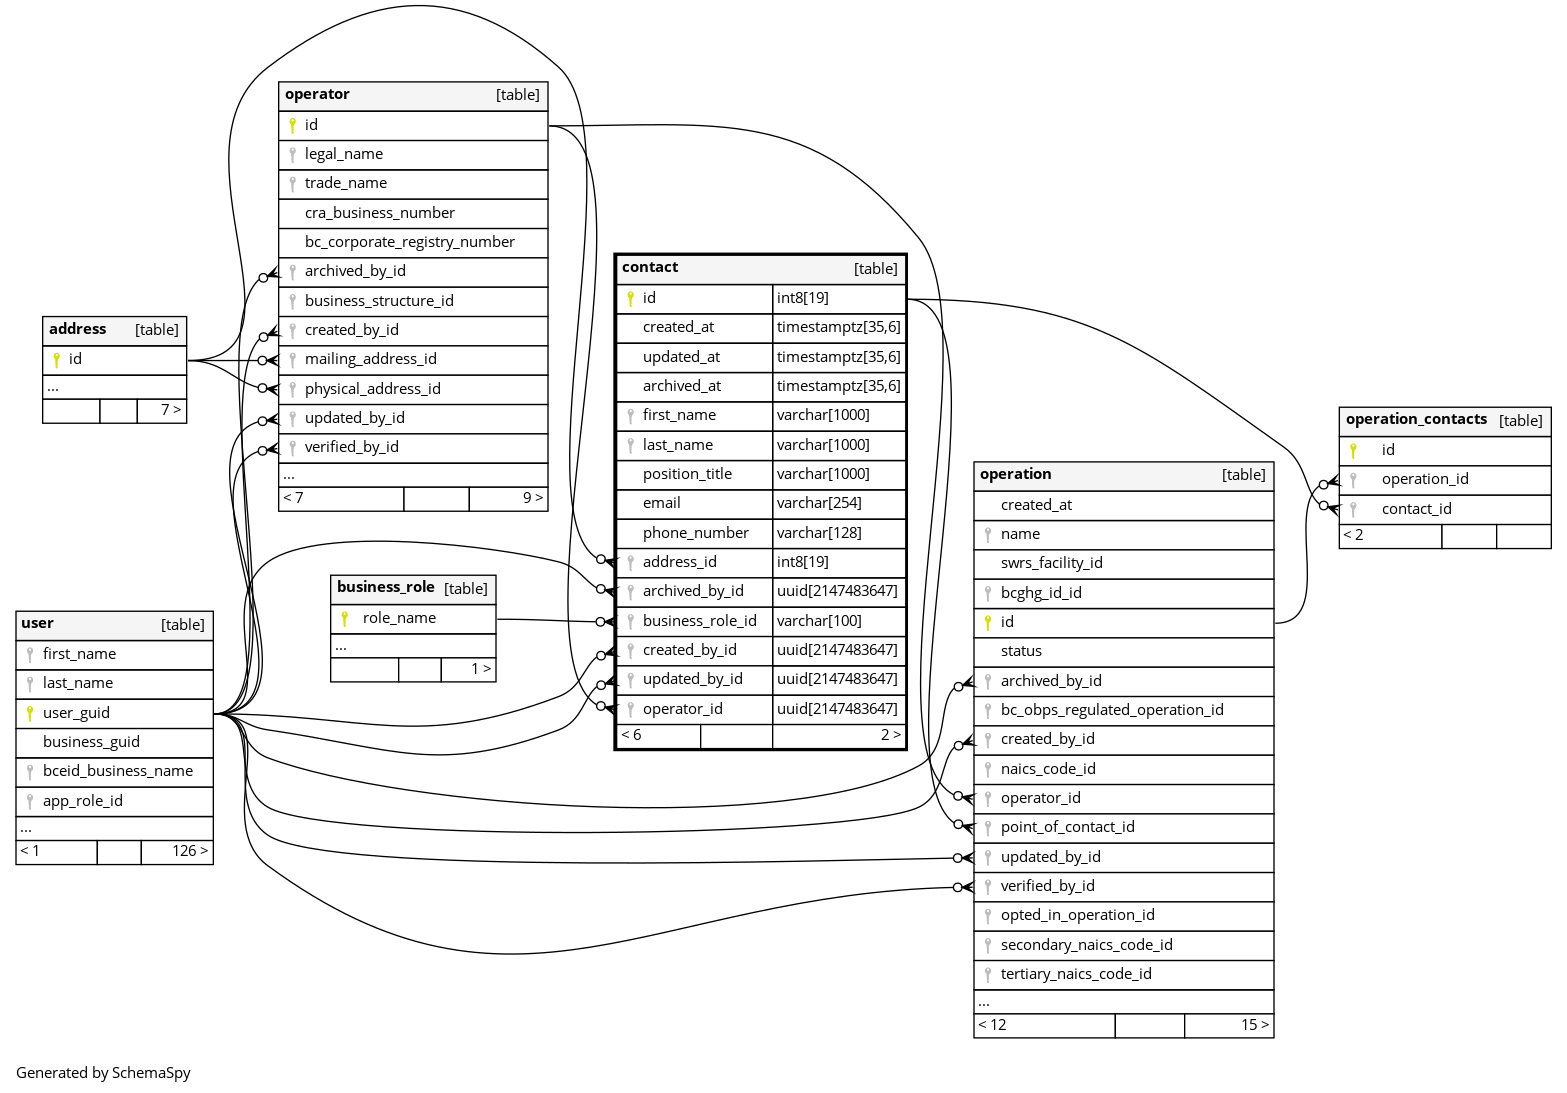 operator [table]
id
legal_name
trade_name
cra_business_number
bc_corporate_registry_number
archived_by_id
business_structure_id
created_by_id
mailing_address_id
physical_address_id
updated_by_id
verified_by_id
...
< 7 9 >
address [table]
id
...
7 >
contact [table]
id int8[19]
created_at timestamptz[35,6]
updated_at timestamptz[35,6]
archived_at timestamptz[35,6]
first_name varchar[1000]
last_name varchar[1000]
position_title varchar[1000]
email varchar[254]
phone_number varchar[128]
address_id int8[19]
archived_by_id uuid[2147483647]
business_role_id varchar[100]
created_by_id uuid[2147483647]
updated_by_id uuid[2147483647]
operator_id uuid[2147483647]
< 6 2 >
business_role [table]
role_name
...
1 >
user [table]
first_name
last_name
user_guid
business_guid
bceid_business_name
app_role_id
...
< 1 126 >
operation [table]
created_at
name
swrs_facility_id
bcghg_id_id
id
status
archived_by_id
bc_obps_regulated_operation_id
created_by_id
naics_code_id
operator_id
point_of_contact_id
updated_by_id
verified_by_id
opted_in_operation_id
secondary_naics_code_id
tertiary_naics_code_id
...
< 12 15 >
operation_contacts [table]
id
operation_id
contact_id
< 2
Generated by SchemaSpy